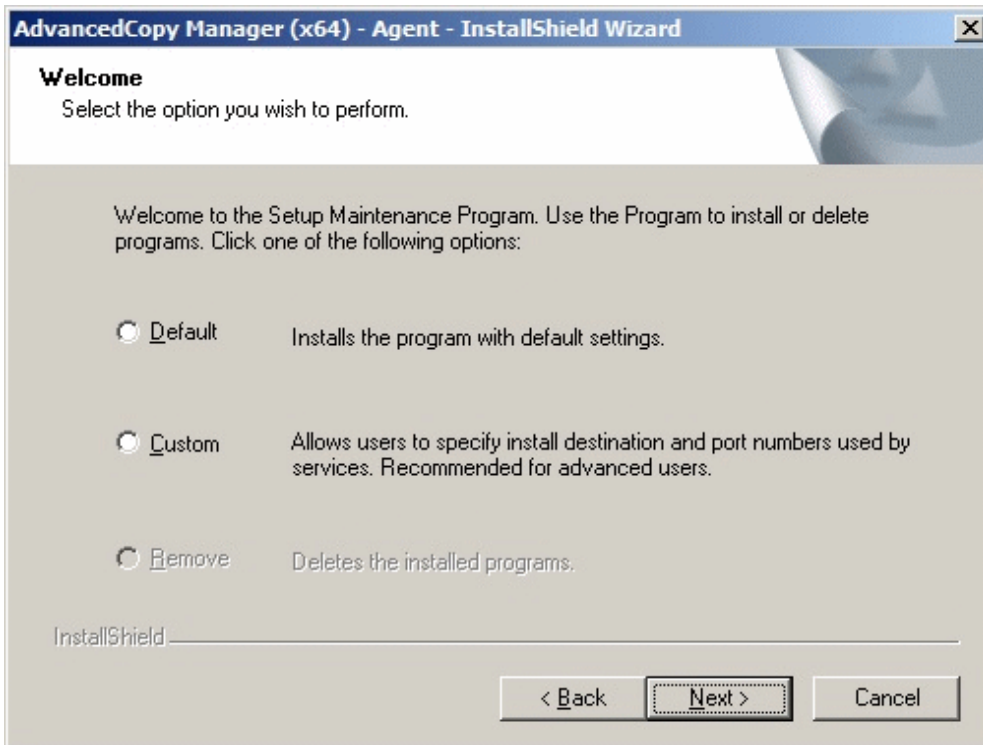 AdvancedCopy Manager (x64) - Agent - InstallShield Wizard
Welcome
Select the option you wish to perform.
Welcome to the Setup Maintenance Program. Use the Program to install or delete
programs. Click one of the following options:
Default
Installs the program with default settings.
Custom
Allows users to specify install destination and port numbers used by
services. Recommended for advanced users.
Remove
Deletes the installed programs.
InstallShield
< Back
Next >
Cancel